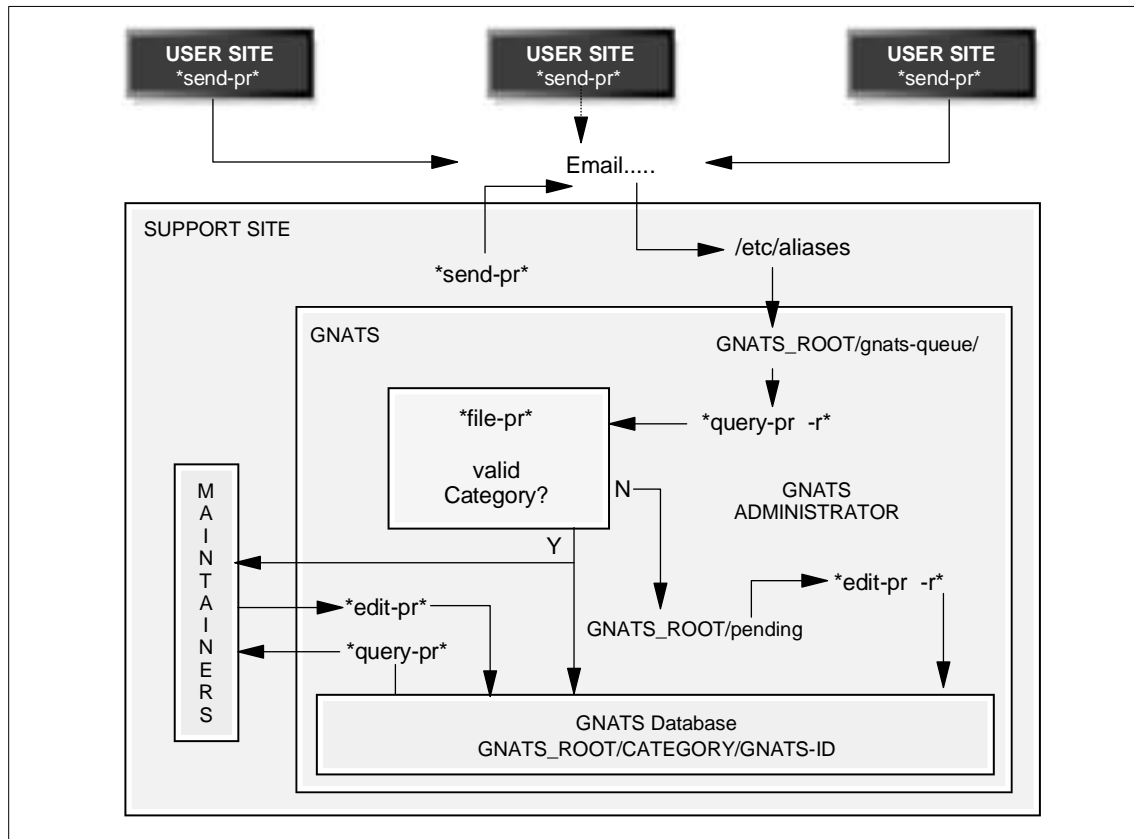 USER SITE
*send-pr*
USER SITE
*send-pr*
USER SITE
*send-pr*
Email.....
SUPPORT SITE
/etc/aliases
*send-pr*
GNATS
GNATS_ROOT/gnats-queue/
*file-pr*
*query-pr -r*
valid
Category?
N
GNATS
ADMINISTRATOR
Y
MAINTAINERS
*edit-pr -r*
*edit-pr*
GNATS_ROOT/pending
*query-pr*
GNATS Database
GNATS_ROOT/CATEGORY/GNATS-ID